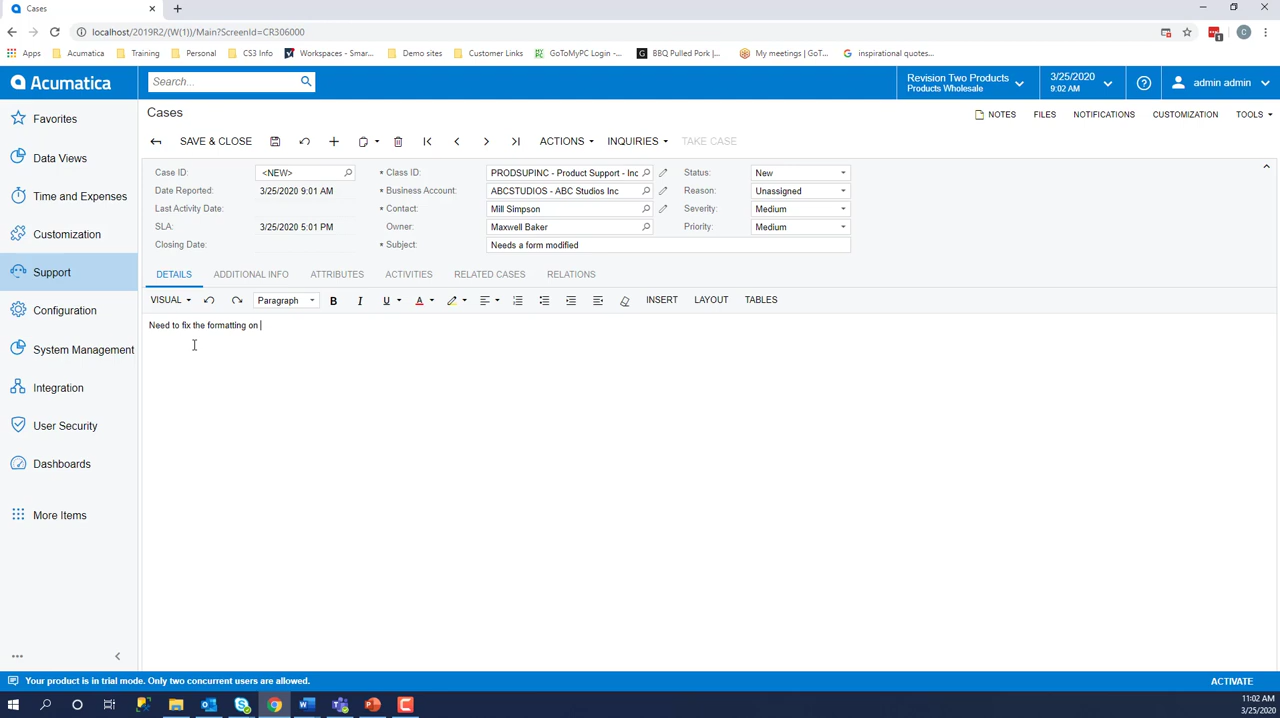 Cases
localhost/2019R2/(W(1))/Main?ScreenId=CR306000
Apps Acumatica Training Personal CS3 Info Workspaces - Smar... Demo sites Customer Links GoToMyPC Login -... BBQ Pulled Pork |... My meetings | GoT... inspirational quotes...
Acumatica
Search...
Revision Two Products
Products Wholesale
3/25/2020
9:02 AM
admin admin
Favorites
Data Views
Time and Expenses
Customization
Support
Configuration
System Management
Integration
User Security
Dashboards
More Items
Cases
NOTES FILES NOTIFICATIONS CUSTOMIZATION TOOLS
SAVE & CLOSE ACTIONS INQUIRIES TAKE CASE
Case ID: <NEW> * Class ID: PRODSUPINC - Product Support - Inc Status: New
Date Reported: 3/25/2020 9:01 AM * Business Account: ABCSTUDIOS - ABC Studios Inc Reason: Unassigned
Last Activity Date: * Contact: Mill Simpson Severity: Medium
SLA: 3/25/2020 5:01 PM Owner: Maxwell Baker Priority: Medium
Closing Date: * Subject: Needs a form modified
DETAILS ADDITIONAL INFO ATTRIBUTES ACTIVITIES RELATED CASES RELATIONS
VISUAL Paragraph B I U A INSERT LAYOUT TABLES
Need to fix the formatting on
Your product is in trial mode. Only two concurrent users are allowed.
ACTIVATE
11:02 AM
3/25/2020